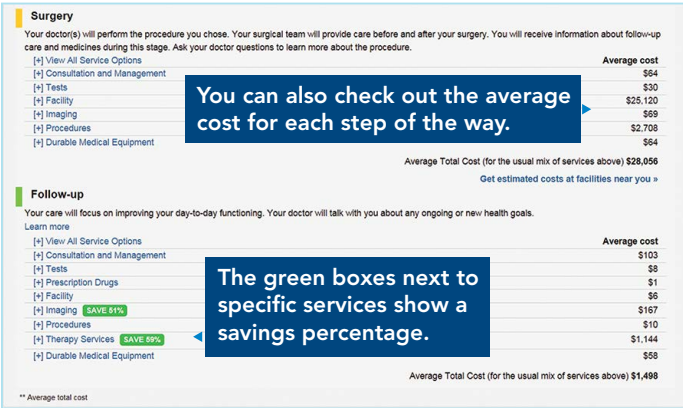 Surgery
Your doctor(s) will perform the procedure you chose. Your surgical team will provide care before and after your surgery. You will receive information about follow-up
care and medicines during this stage. Ask your doctor questions to learn more about the procedure.
[+] View All Service Options Average cost
[+] Consultation and Management $64
[+] Tests $30
[+] Facility $25,120
[+] Imaging $69
[+] Procedures $2,708
[+] Durable Medical Equipment $64
You can also check out the average
cost for each step of the way.
Average Total Cost (for the usual mix of services above) $28,056
Get estimated costs at facilities near you »
Follow-up
Your care will focus on improving your day-to-day functioning. Your doctor will talk with you about any ongoing or new health goals.
Learn more
[+] View All Service Options Average cost
[+] Consultation and Management $103
[+] Tests $8
[+] Prescription Drugs $1
[+] Facility $6
[+] Imaging SAVE 51% $167
[+] Procedures $10
[+] Therapy Services SAVE 59% $1,144
[+] Durable Medical Equipment $58
The green boxes next to
specific services show a
savings percentage.
Average Total Cost (for the usual mix of services above) $1,498
** Average total cost